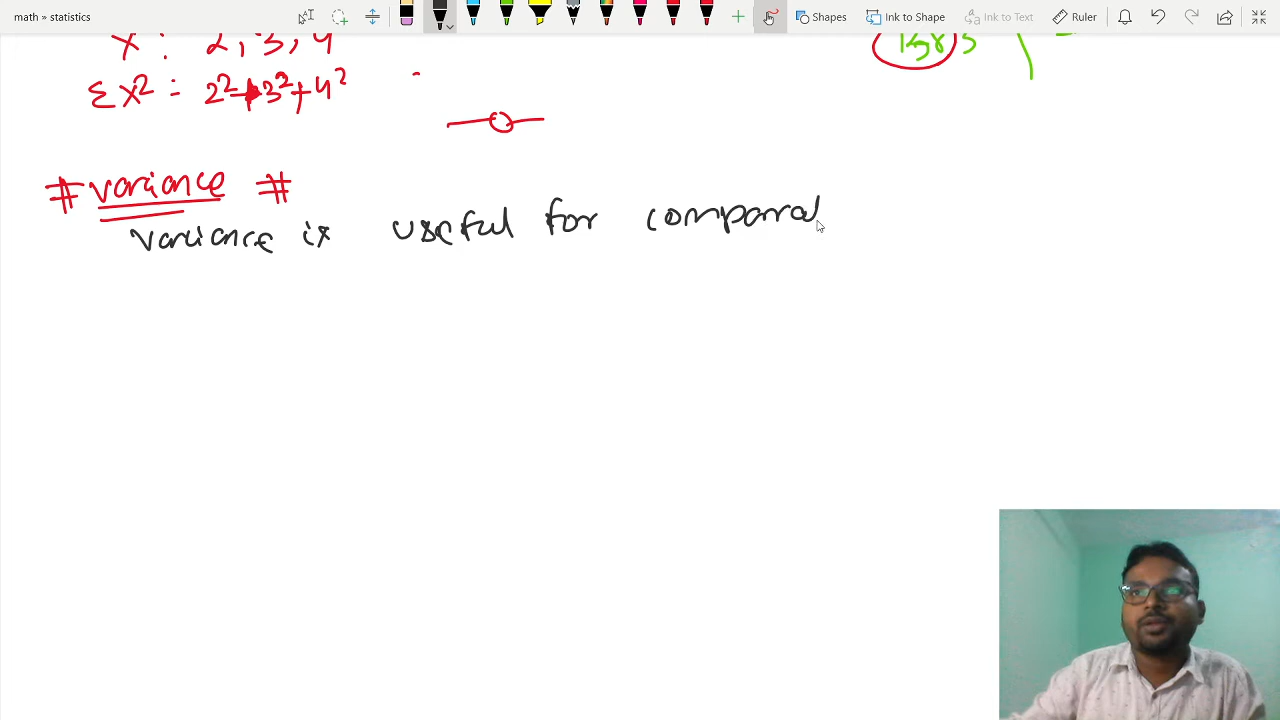 math » statistics
Shapes
Ink to Shape
Ink to Text
Ruler
X : 2, 3, 4
Σx² = 2²+3²+4²
# variance #
variance is useful for comparat